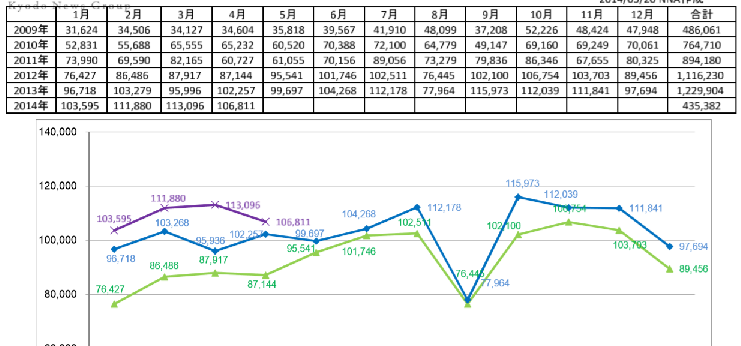 Kyodo News Group
2014/05/20 NNA作成
1月 2月 3月 4月 5月 6月 7月 8月 9月 10月 11月 12月 合計
2009年 31,624 34,506 34,127 34,604 35,818 39,567 41,910 48,099 37,208 52,226 48,424 47,948 486,061
2010年 52,831 55,688 55,555 65,232 60,520 70,388 72,100 64,779 49,147 69,160 69,249 70,061 764,710
2011年 73,990 69,590 82,165 60,727 61,055 70,156 89,056 73,279 79,836 86,346 67,655 80,325 894,180
2012年 76,427 86,486 87,917 87,144 95,541 101,746 102,511 76,445 102,100 106,754 103,703 89,456 1,116,230
2013年 96,718 103,279 95,996 102,257 99,697 104,268 112,178 77,964 115,973 112,039 111,841 97,694 1,229,904
2014年 103,595 111,880 113,096 106,811 435,382
140,000
120,000
115,973
111,880
112,039
103,595 113,096 104,268 112,178 106,754 111,841
103,268 106,811 102,511
100,000 95,936 102,257 99,697 102,100
96,718 95,541 101,746 103,703 97,694
86,486 87,917 76,445 89,456
76,427 87,144 77,964
80,000